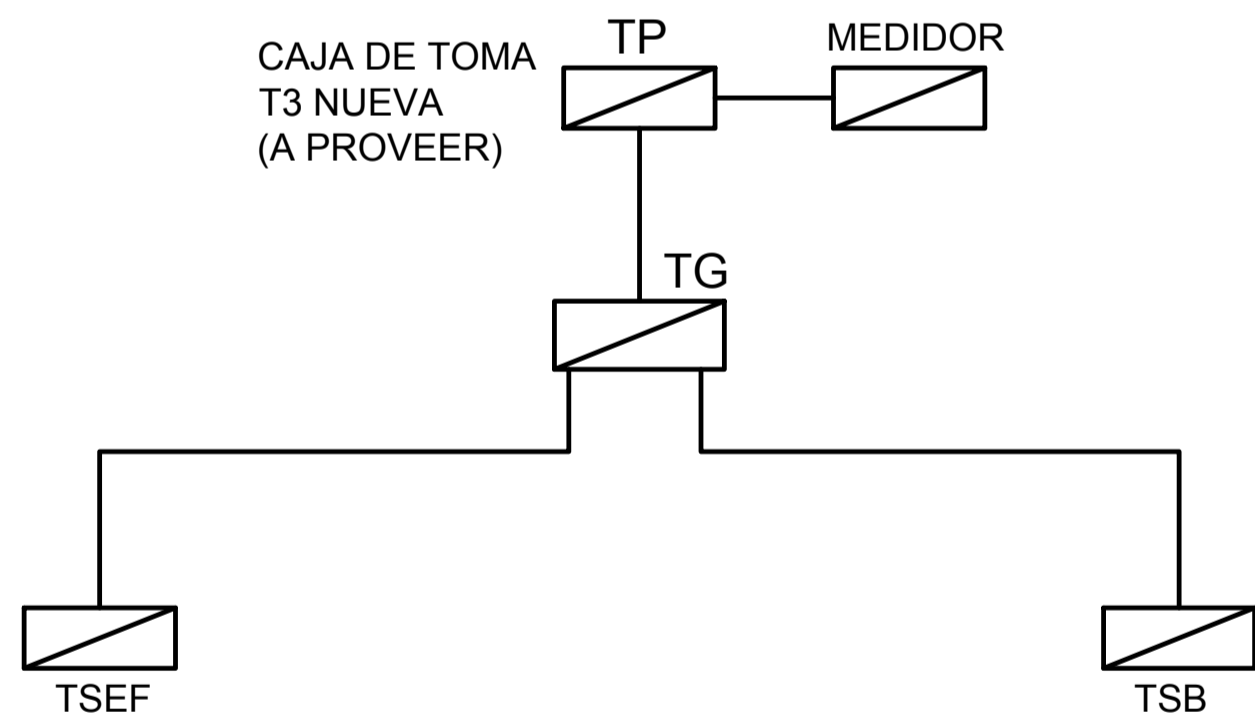 TP
MEDIDOR
CAJA DE TOMA
T3 NUEVA
(A PROVEER)
TG
TSEF
TSB